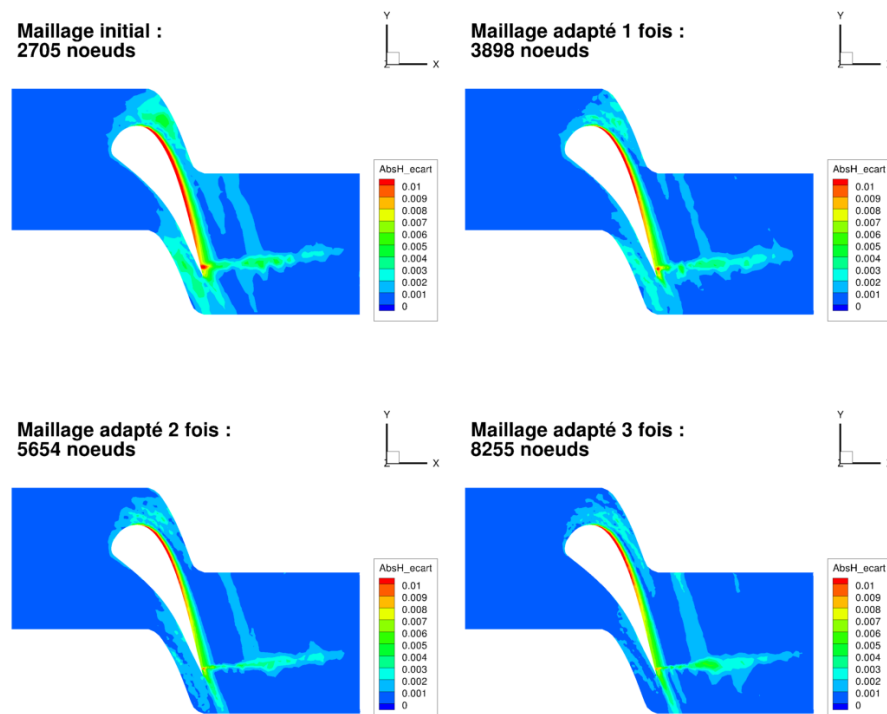 Maillage initial :
2705 noeuds
Y
Z
X
AbsH_ecart
0.01
0.009
0.008
0.007
0.006
0.005
0.004
0.003
0.002
0.001
0
Maillage adapté 1 fois :
3898 noeuds
Y
Z
X
AbsH_ecart
0.01
0.009
0.008
0.007
0.006
0.005
0.004
0.003
0.002
0.001
0
Maillage adapté 2 fois :
5654 noeuds
Y
Z
X
AbsH_ecart
0.01
0.009
0.008
0.007
0.006
0.005
0.004
0.003
0.002
0.001
0
Maillage adapté 3 fois :
8255 noeuds
Y
Z
X
AbsH_ecart
0.01
0.009
0.008
0.007
0.006
0.005
0.004
0.003
0.002
0.001
0